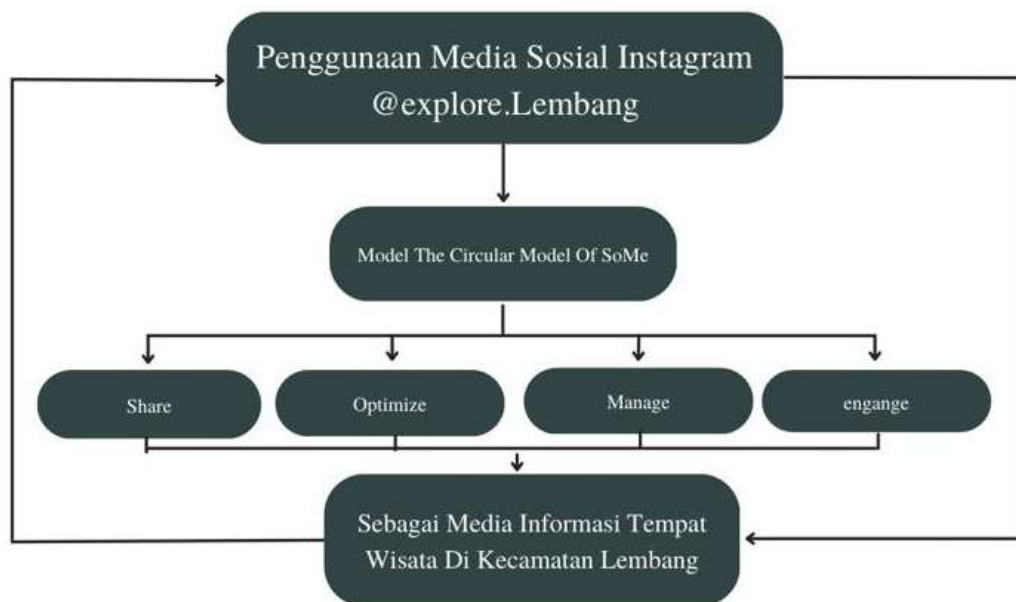 Penggunaan Media Sosial Instagram
@explore.Lembang
Model The Circular Model Of SoMe
Share
Optimize
Manage
engange
Sebagai Media Informasi Tempat
Wisata Di Kecamatan Lembang